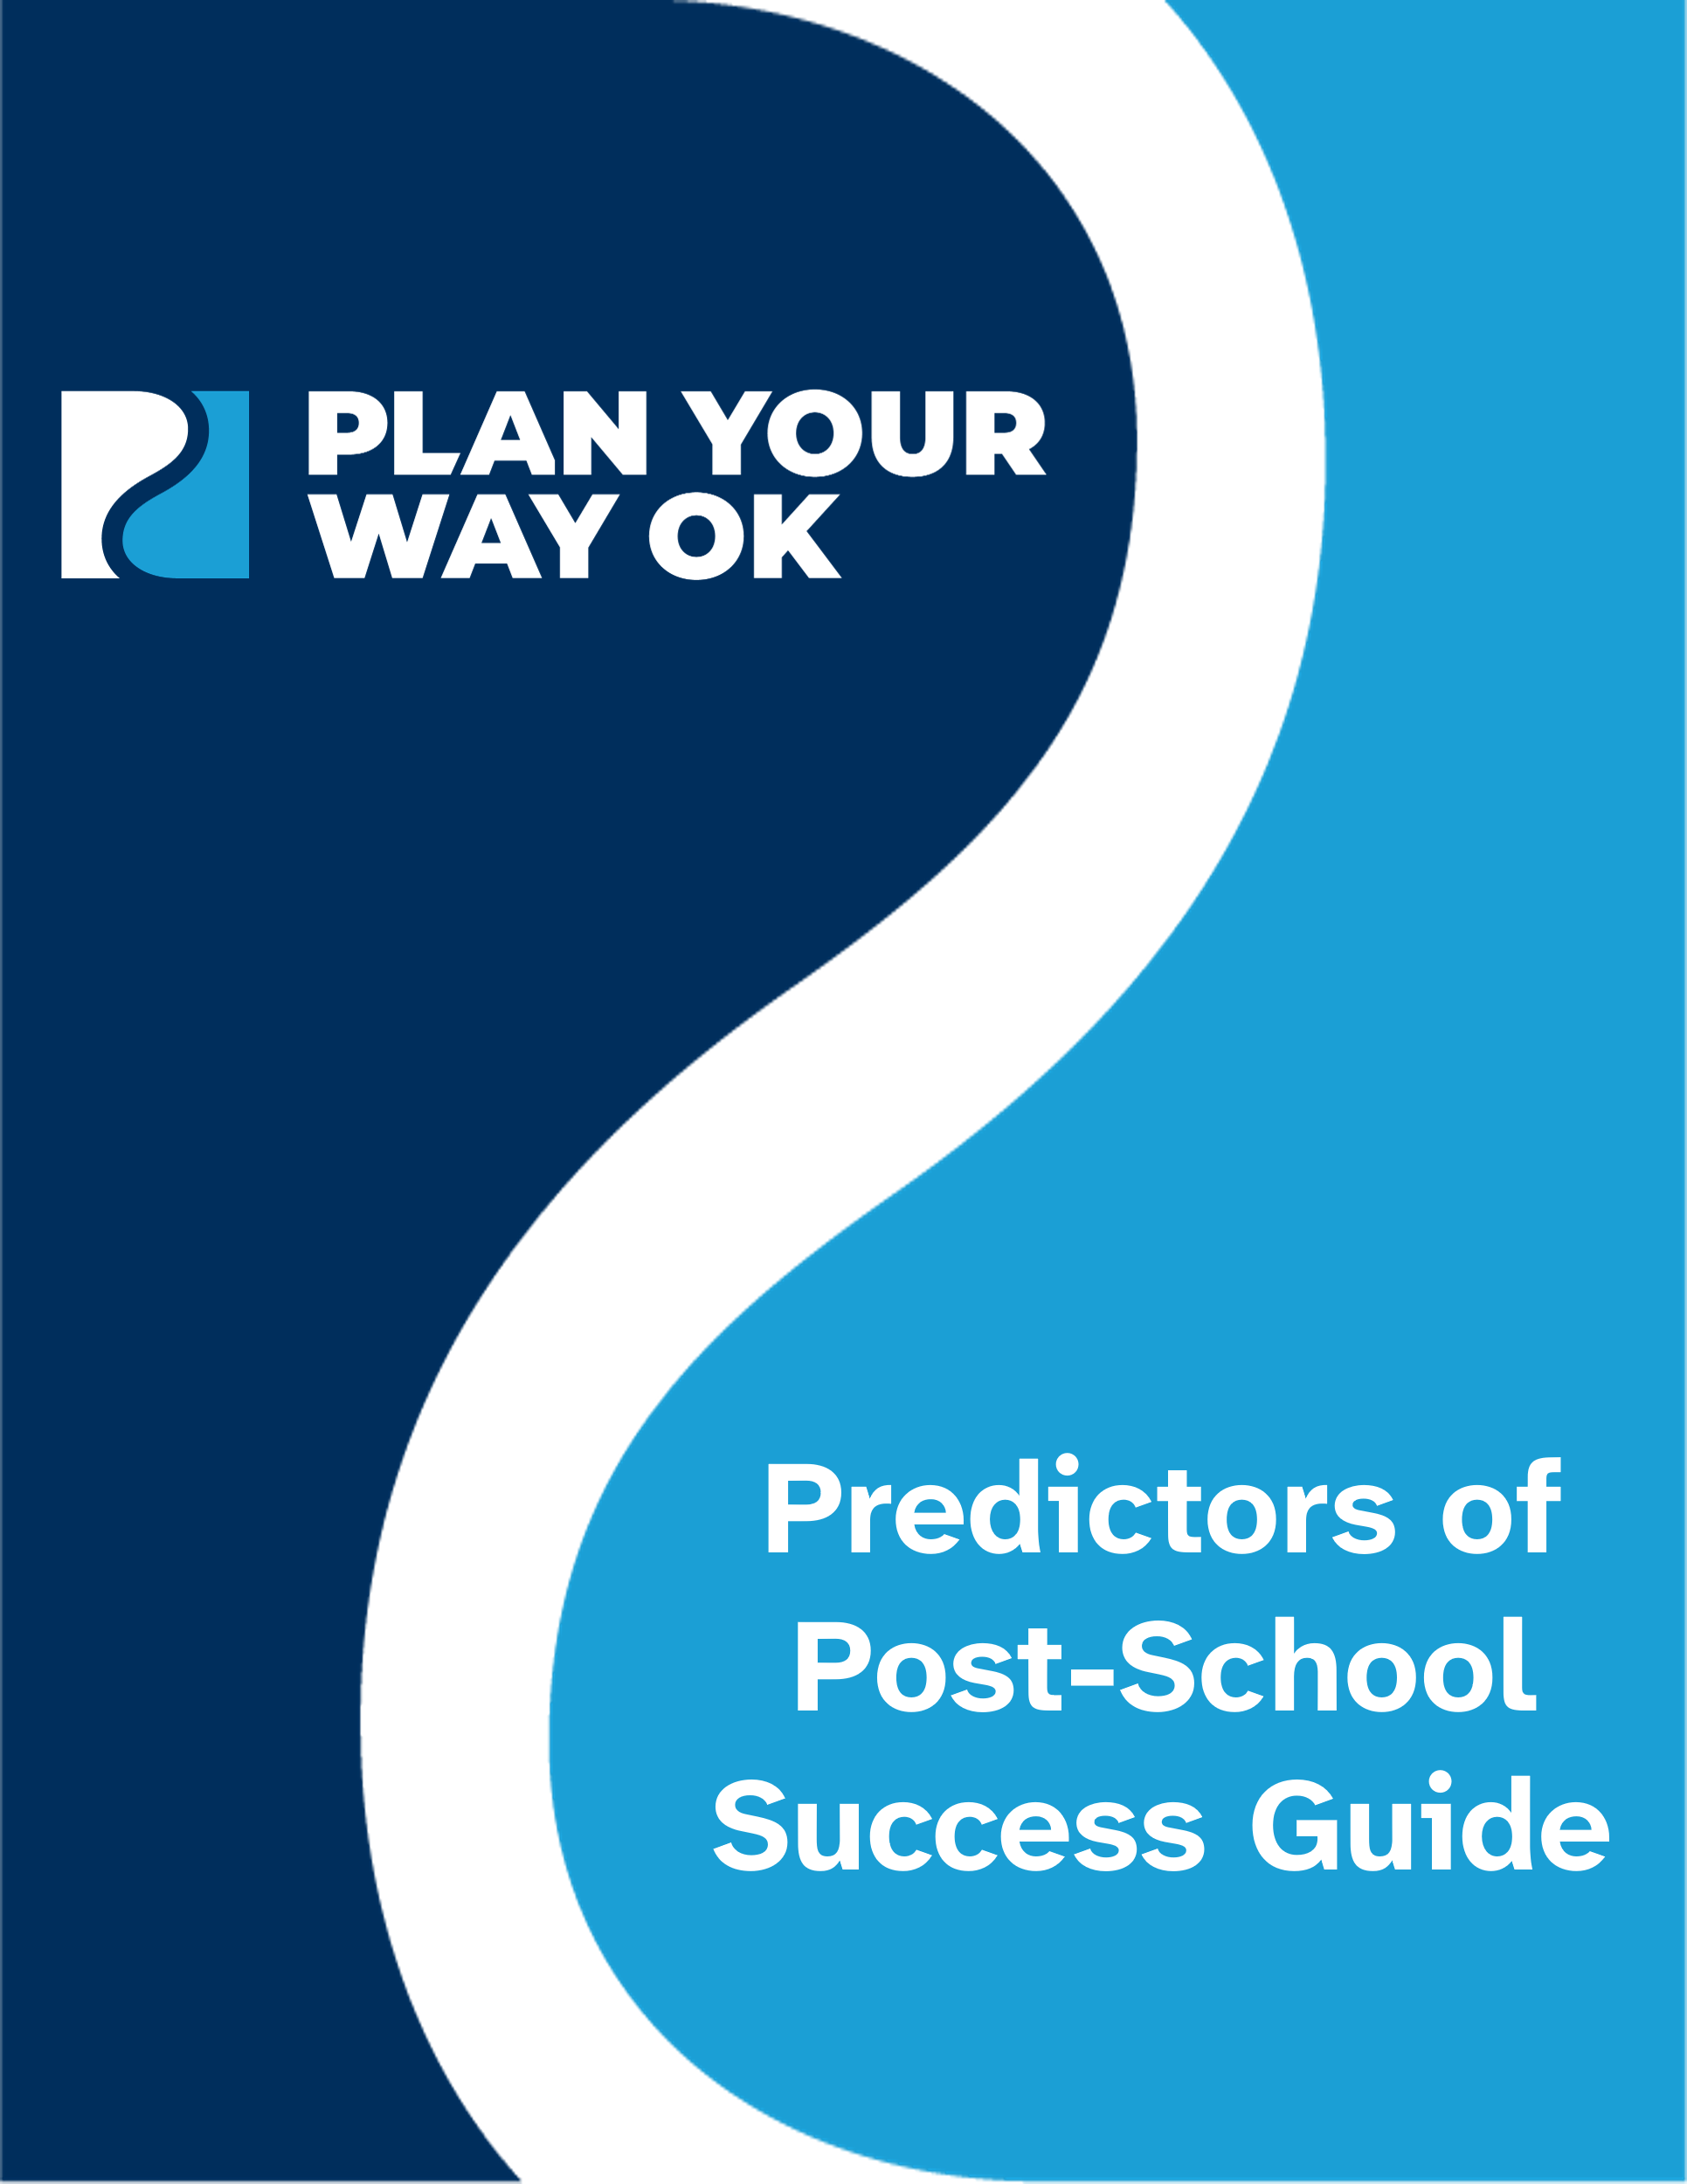 PLAN YOUR
WAY OK
Predictors of
Post-School
Success Guide